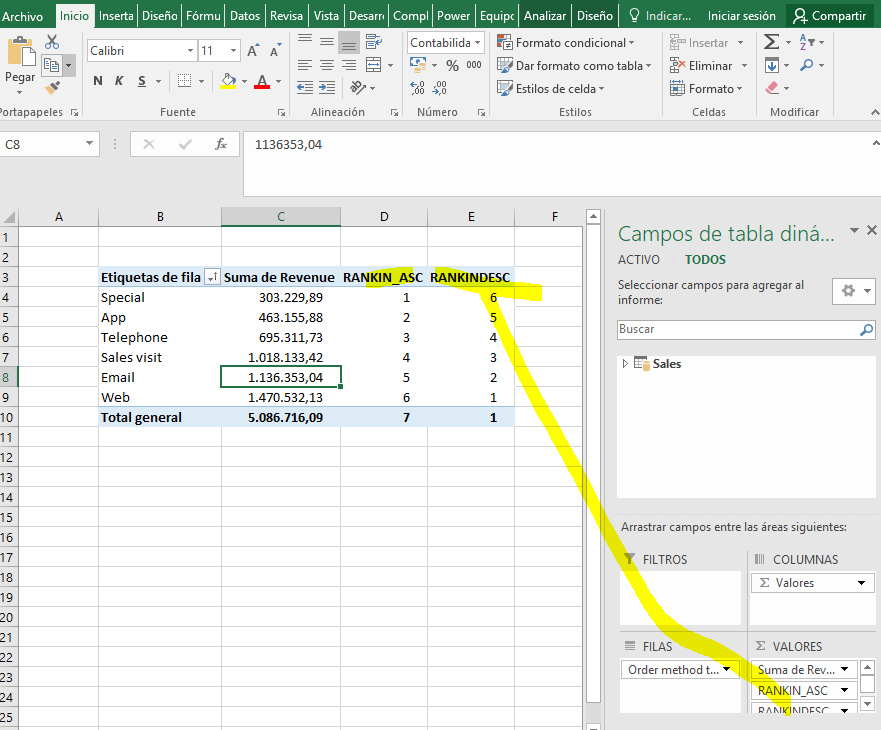 Archivo Inicio Inserta Diseño Fórmu Datos Revisa Vista Desarr Compl Power Equipo Analizar Diseño Indicar... Iniciar sesión Compartir
Calibri 11 Contabilida Formato condicional Insertar
Pegar N K S A % 000 Dar formato como tabla Eliminar
Estilos de celda Formato
Portapapeles Fuente Alineación Número Estilos Celdas Modificar
C8 fx 1136353,04
A B C D E F
1
2
3 Etiquetas de fila Suma de Revenue RANKIN_ASC RANKINDESC
4 Special 303.229,89 1 6
5 App 463.155,88 2 5
6 Telephone 695.311,73 3 4
7 Sales visit 1.018.133,42 4 3
8 Email 1.136.353,04 5 2
9 Web 1.470.532,13 6 1
10 Total general 5.086.716,09 7 1
11
12
13
14
15
16
17
18
19
20
21
22
23
24
25
Campos de tabla diná...
ACTIVO TODOS
Seleccionar campos para agregar al
informe:
Buscar
Sales
Arrastrar campos entre las áreas siguientes:
FILTROS COLUMNAS
Σ Valores
FILAS Σ VALORES
Order method t... Suma de Rev...
RANKIN_ASC
RANKINDESC